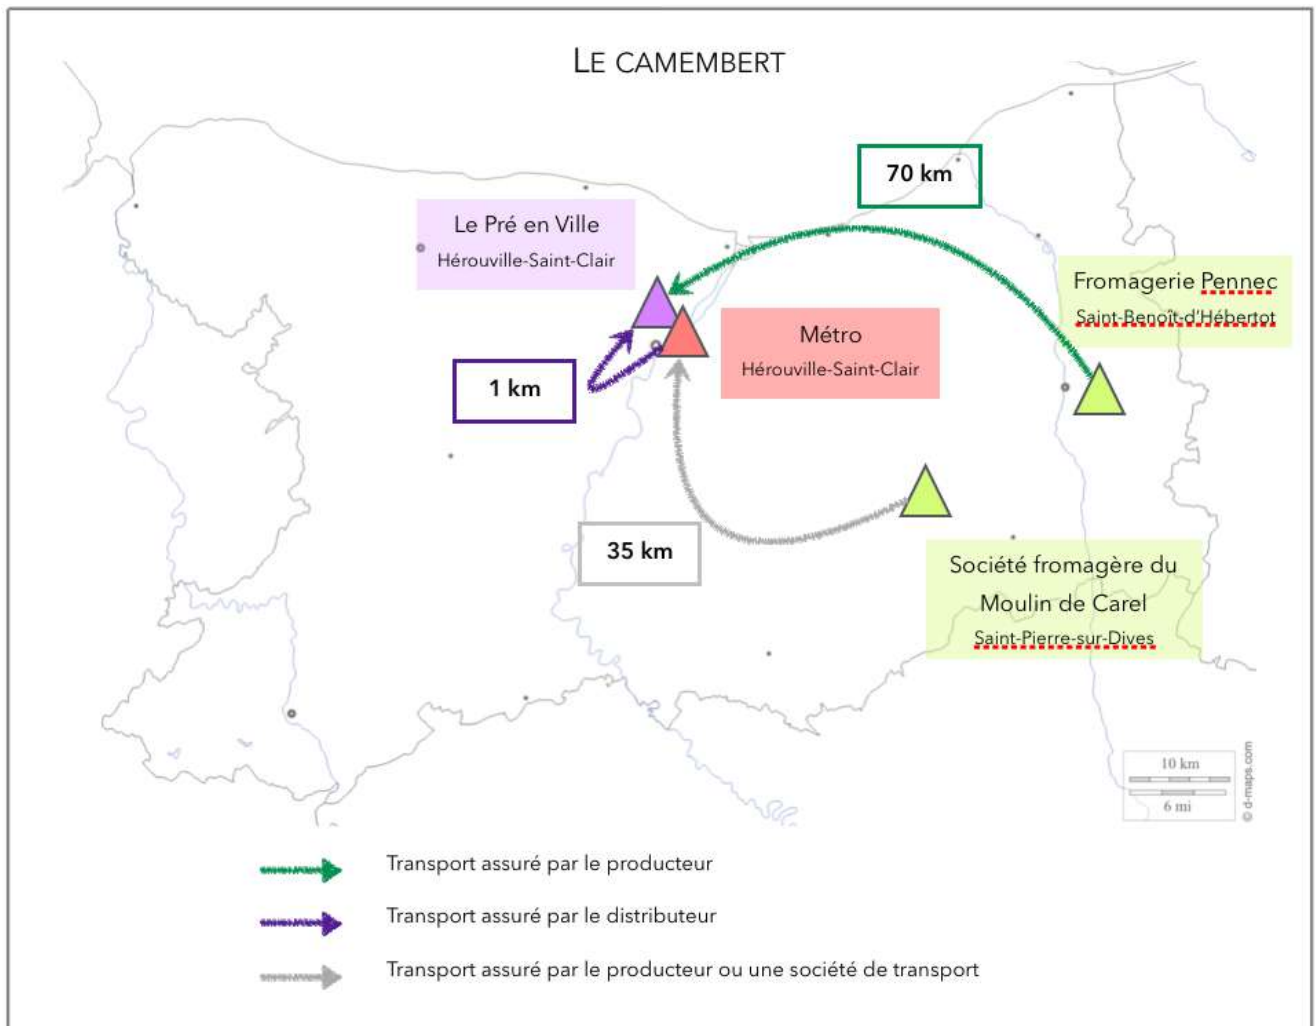 LE CAMEMBERT
70 km
Le Pré en Ville
Hérouville-Saint-Clair
Fromagerie Pennec
Saint-Benoît-d'Hébertot
Métro
Hérouville-Saint-Clair
1 km
35 km
Société fromagère du
Moulin de Carel
Saint-Pierre-sur-Dives
10 km
6 mi
© d-maps.com
Transport assuré par le producteur
Transport assuré par le distributeur
Transport assuré par le producteur ou une société de transport